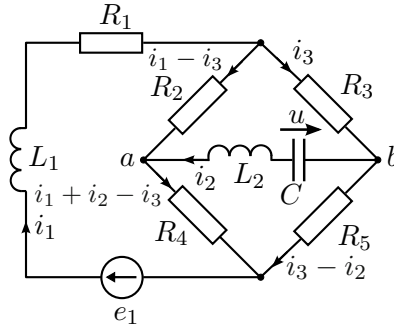 R₁
i₁ − i₃
i₃
R₂
R₃
u
a
b
L₁
i₂
L₂
C
i₁ + i₂ − i₃
i₁
R₄
R₅
i₃ − i₂
e₁